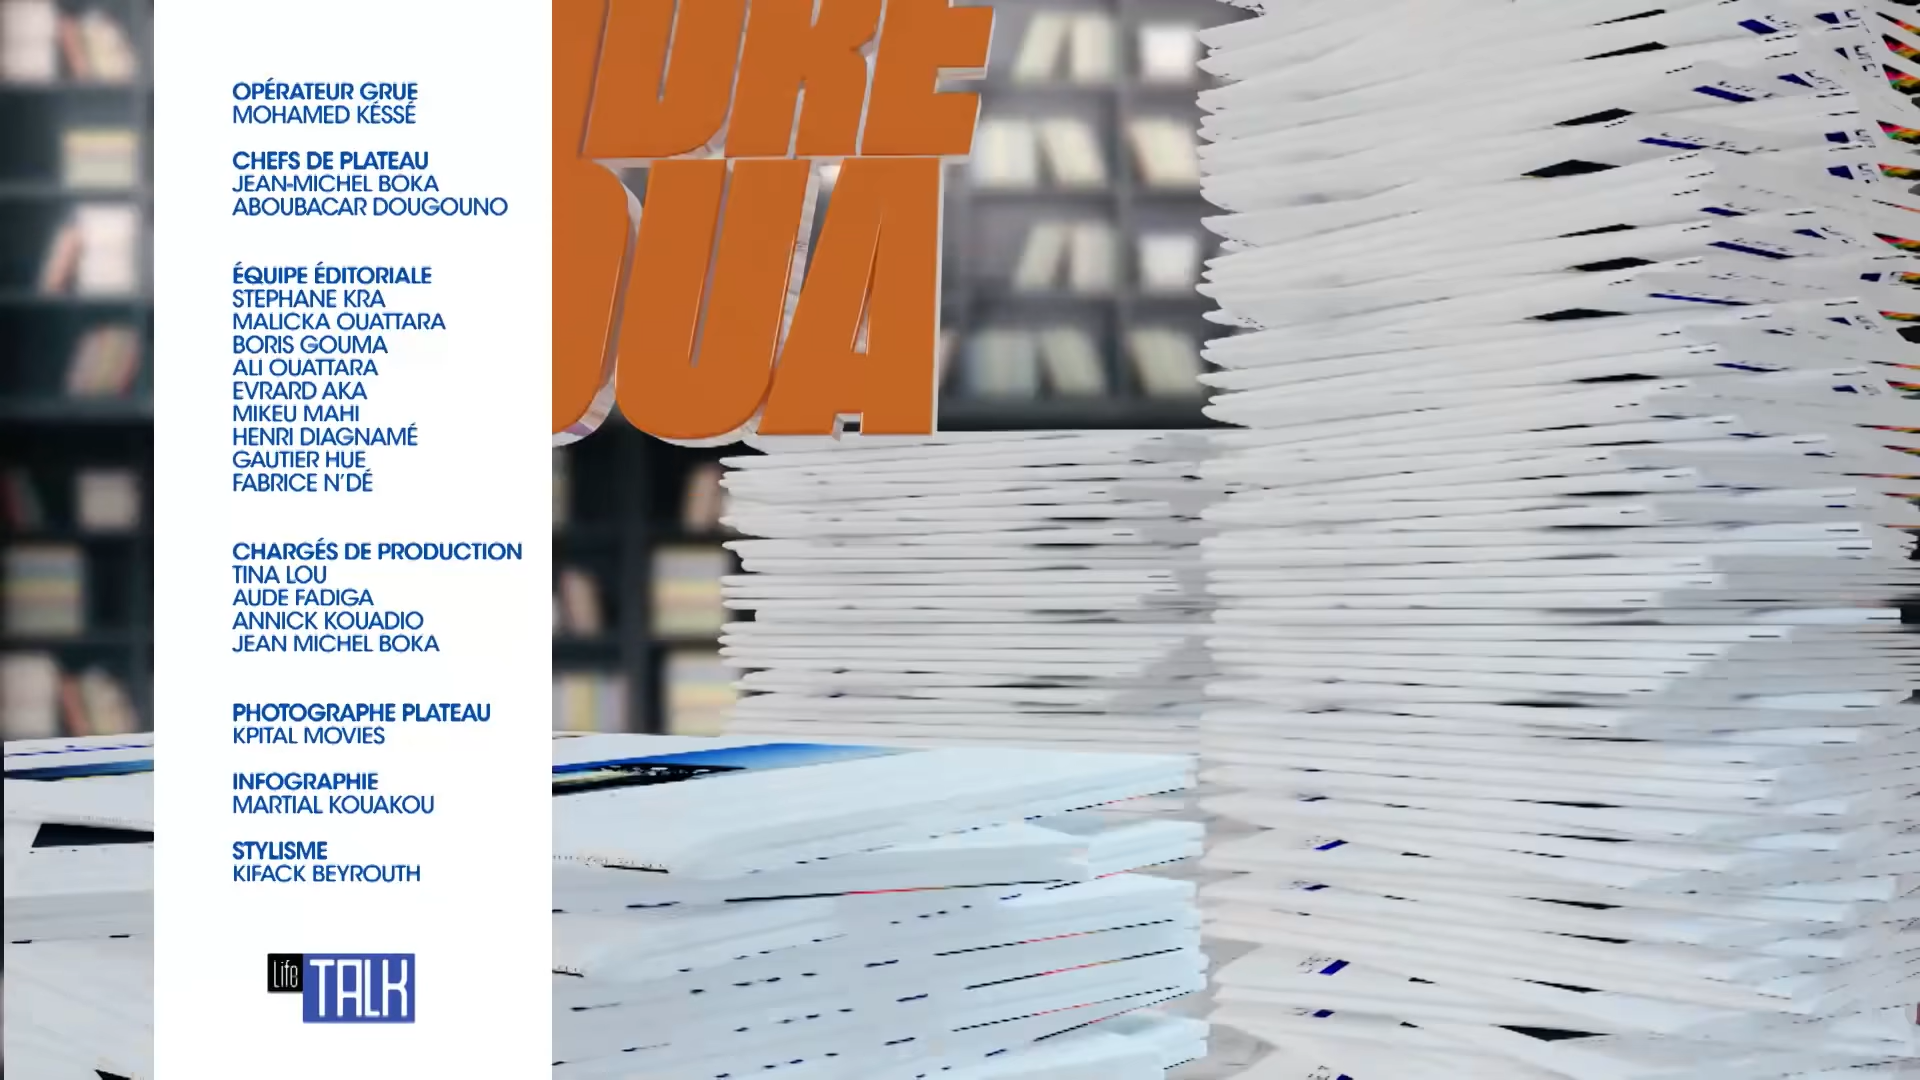 OPÉRATEUR GRUE
MOHAMED KÉSSÉ
CHEFS DE PLATEAU
JEAN-MICHEL BOKA
ABOUBACAR DOUGOUNO
ÉQUIPE ÉDITORIALE
STEPHANE KRA
MALICKA OUATTARA
BORIS GOUMA
ALI OUATTARA
EVRARD AKA
MIKEU MAHI
HENRI DIAGNAMÉ
GAUTIER HUE
FABRICE N'DÉ
CHARGÉS DE PRODUCTION
TINA LOU
AUDE FADIGA
ANNICK KOUADIO
JEAN MICHEL BOKA
PHOTOGRAPHE PLATEAU
KPITAL MOVIES
INFOGRAPHIE
MARTIAL KOUAKOU
STYLISME
KIFACK BEYROUTH
Life TALK